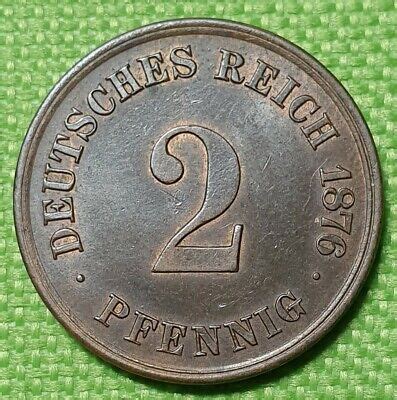 DEUTSCHES REICH 1876
2
· PFENNIG ·